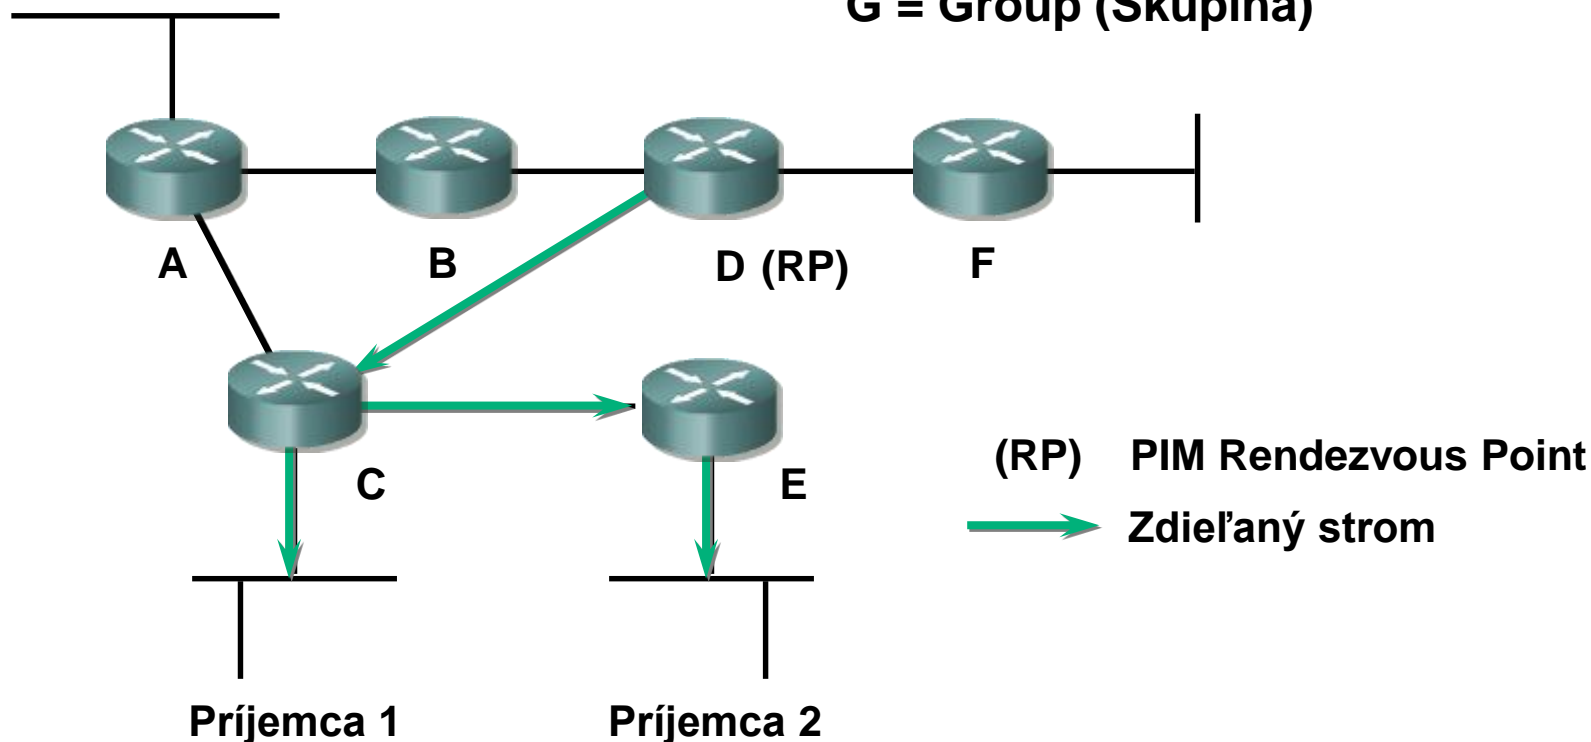 G = Group (Skupina)
A
B
D (RP)
F
C
E
(RP) PIM Rendezvous Point
Zdieľaný strom
Príjemca 1
Príjemca 2